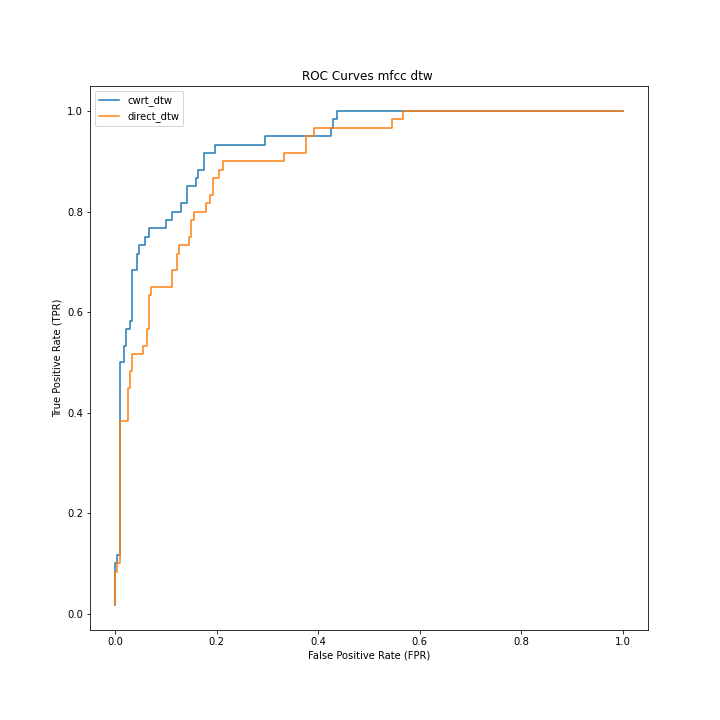 ROC Curves mfcc dtw
cwrt_dtw
direct_dtw
1.0
0.8
0.6
0.4
0.2
0.0
True Positive Rate (TPR)
0.0 0.2 0.4 0.6 0.8 1.0
False Positive Rate (FPR)